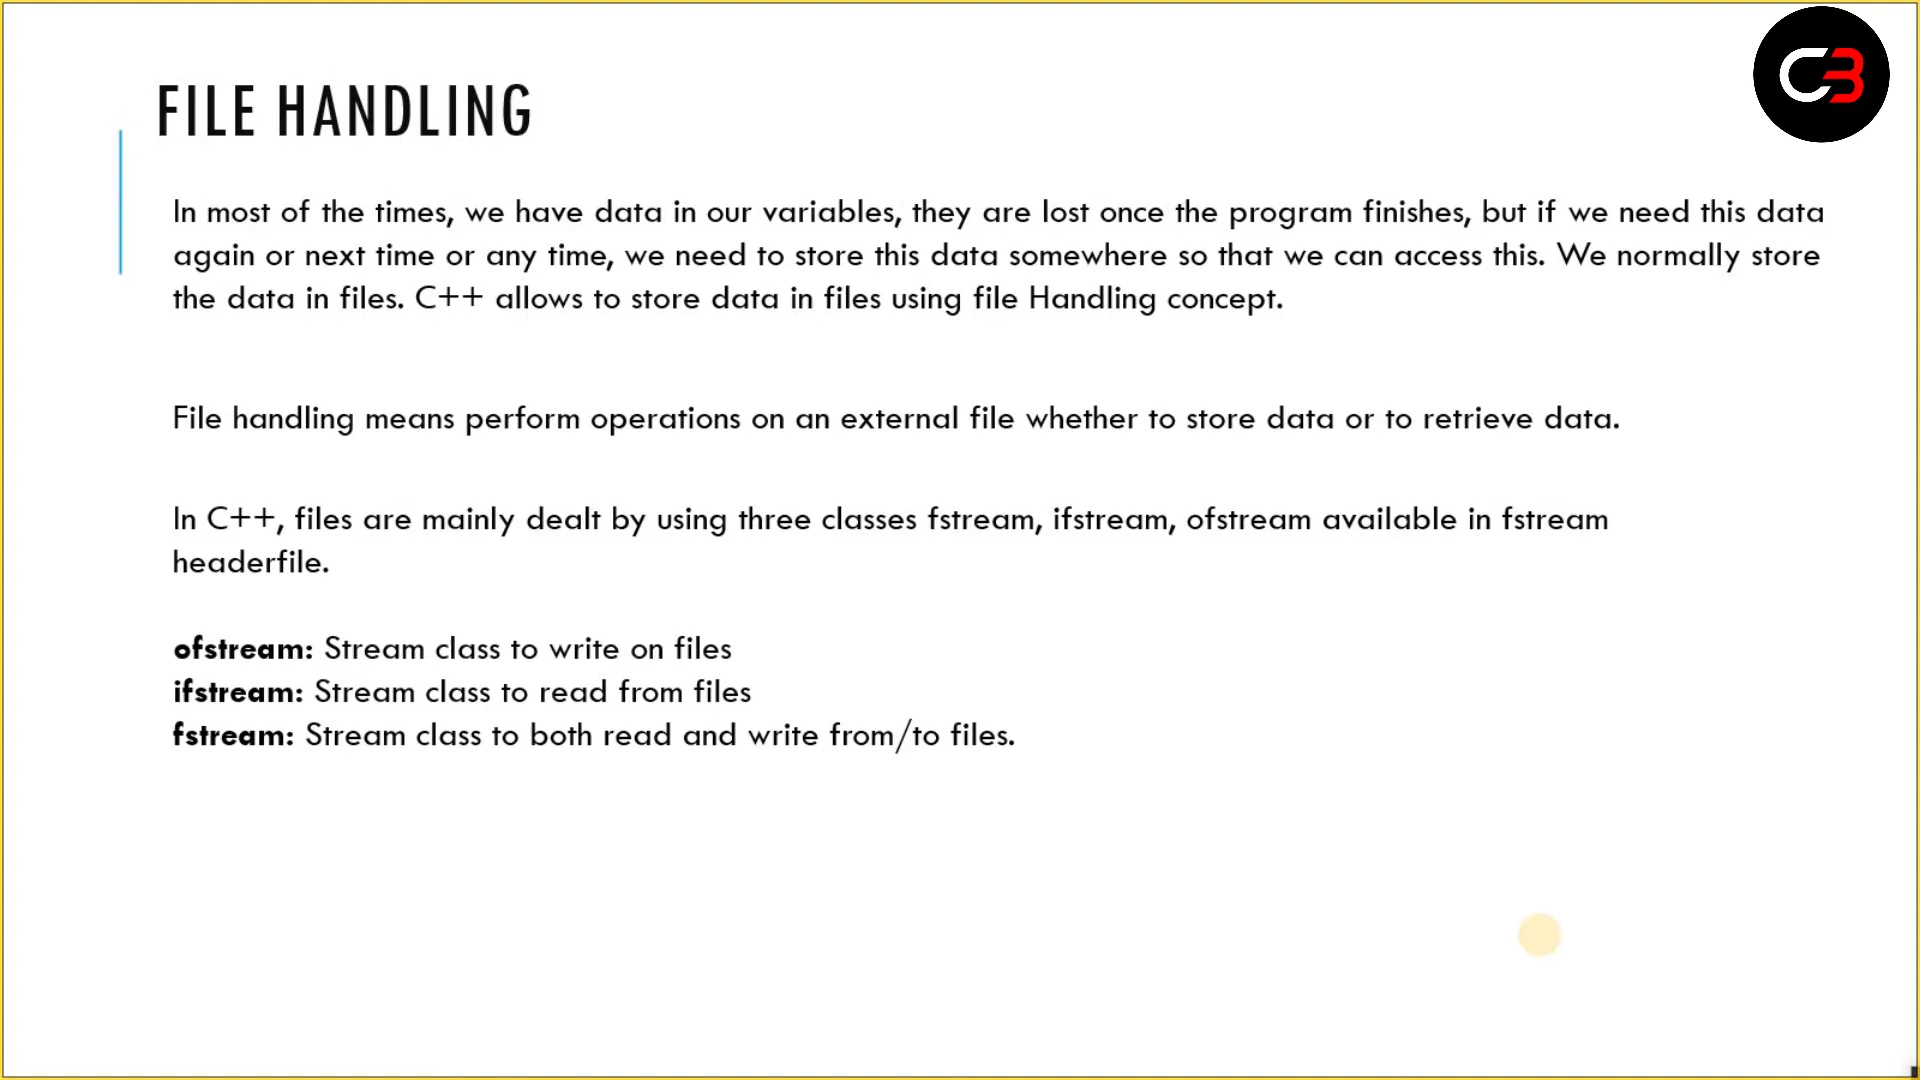 FILE HANDLING
In most of the times, we have data in our variables, they are lost once the program finishes, but if we need this data
again or next time or any time, we need to store this data somewhere so that we can access this. We normally store
the data in files. C++ allows to store data in files using file Handling concept.
File handling means perform operations on an external file whether to store data or to retrieve data.
In C++, files are mainly dealt by using three classes fstream, ifstream, ofstream available in fstream
headerfile.
ofstream: Stream class to write on files
ifstream: Stream class to read from files
fstream: Stream class to both read and write from/to files.
CB